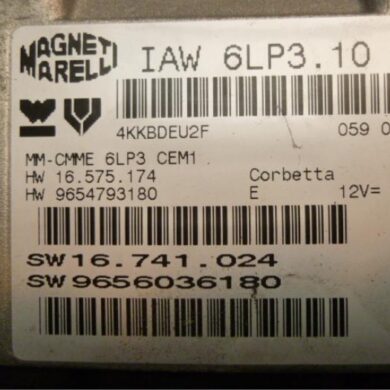 MAGNETI
MARELLI
IAW 6LP3.10
4KKBDEU2F 059 0
MM-CMME 6LP3 CEM1
HW 16.575.174 Corbetta
HW 9654793180 E 12V=
SW16.741.024
SW9656036180